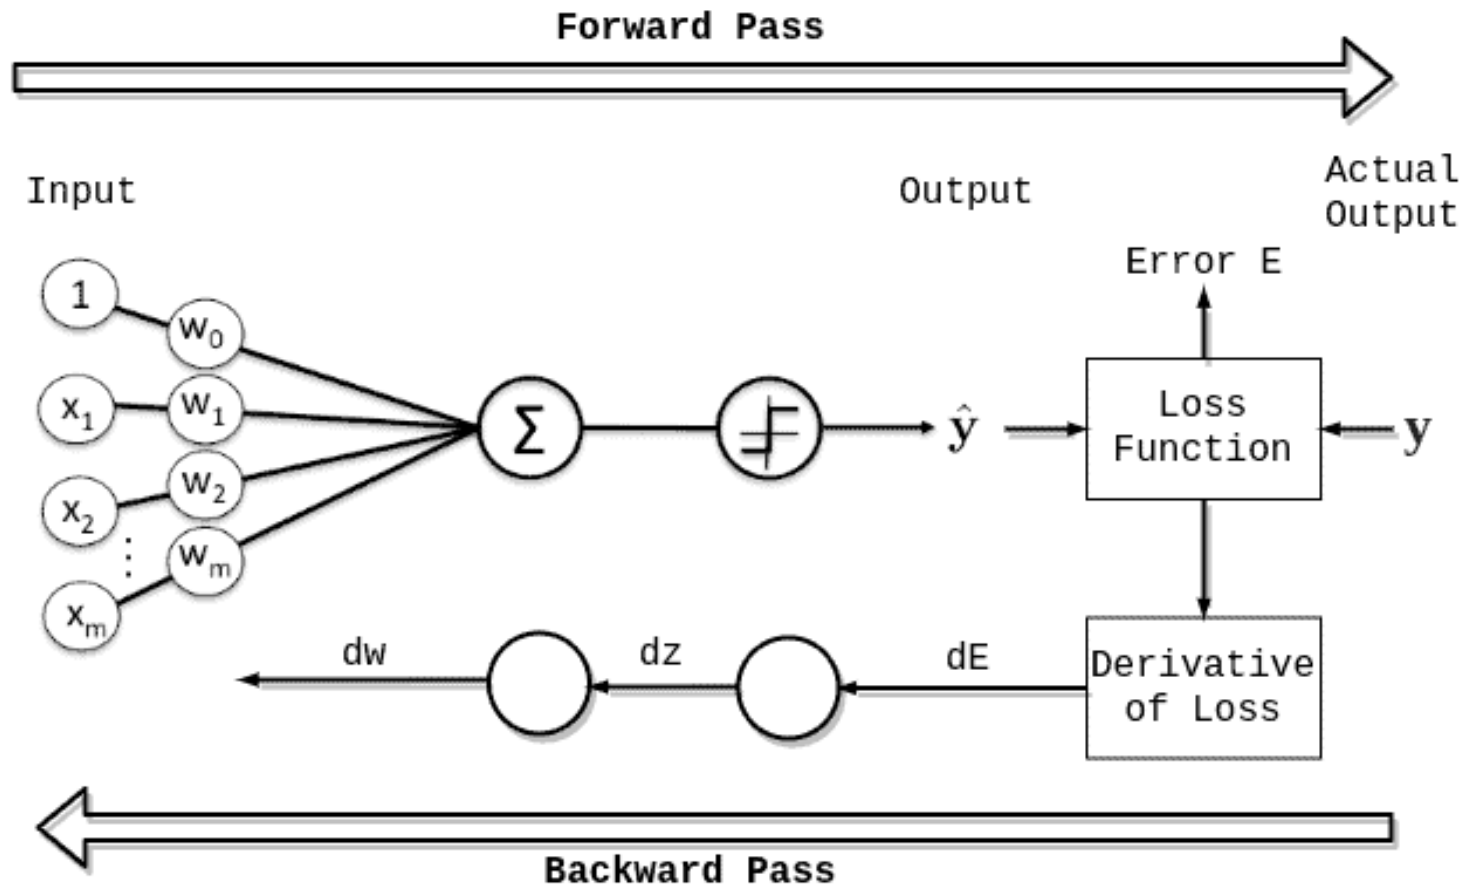 Forward Pass
Input
Output
Actual
Output
Error E
1
w₀
x₁
w₁
Σ
ŷ
Loss
Function
y
x₂
w₂
⋮
wₘ
xₘ
dw
dz
dE
Derivative
of Loss
Backward Pass